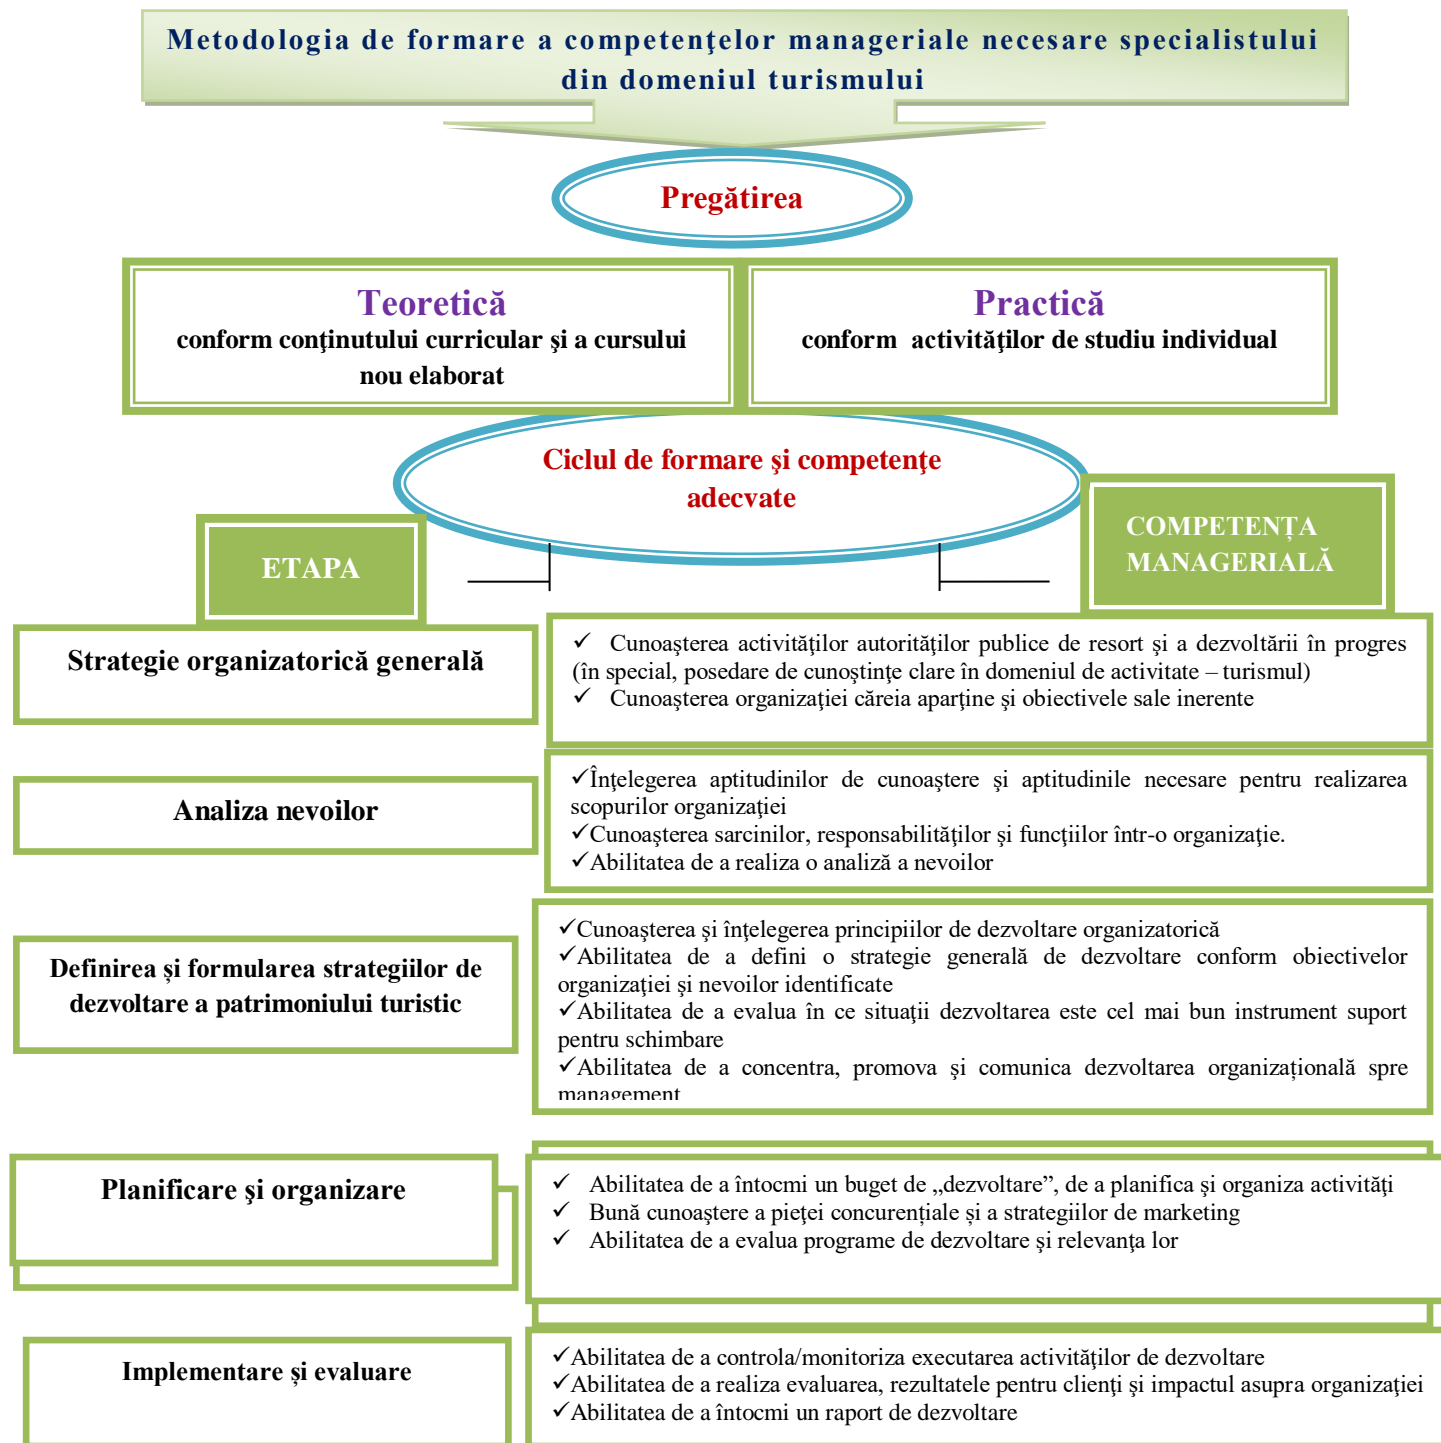 Metodologia de formare a competenţelor manageriale necesare specialistului
din domeniul turismului
Pregătirea
Teoretică
conform conţinutului curricular şi a cursului
nou elaborat
Practică
conform activităţilor de studiu individual
Ciclul de formare şi competenţe
adecvate
ETAPA
COMPETENȚA
MANAGERIALĂ
Strategie organizatorică generală
✓ Cunoaşterea activităţilor autorităţilor publice de resort şi a dezvoltării în progres
(în special, posedare de cunoştinţe clare în domeniul de activitate – turismul)
✓ Cunoaşterea organizaţiei căreia aparţine şi obiectivele sale inerente
Analiza nevoilor
✓Înţelegerea aptitudinilor de cunoaştere şi aptitudinile necesare pentru realizarea
scopurilor organizaţiei
✓Cunoaşterea sarcinilor, responsabilităţilor şi funcţiilor într-o organizaţie.
✓Abilitatea de a realiza o analiză a nevoilor
Definirea și formularea strategiilor de
dezvoltare a patrimoniului turistic
✓Cunoaşterea şi înţelegerea principiilor de dezvoltare organizatorică
✓Abilitatea de a defini o strategie generală de dezvoltare conform obiectivelor
organizaţiei şi nevoilor identificate
✓Abilitatea de a evalua în ce situaţii dezvoltarea este cel mai bun instrument suport
pentru schimbare
✓Abilitatea de a concentra, promova şi comunica dezvoltarea organizațională spre
management
Planificare şi organizare
✓ Abilitatea de a întocmi un buget de „dezvoltare”, de a planifica şi organiza activităţi
✓ Bună cunoaştere a pieţei concurențiale și a strategiilor de marketing
✓ Abilitatea de a evalua programe de dezvoltare şi relevanţa lor
Implementare și evaluare
✓Abilitatea de a controla/monitoriza executarea activităţilor de dezvoltare
✓Abilitatea de a realiza evaluarea, rezultatele pentru clienţi şi impactul asupra organizaţiei
✓Abilitatea de a întocmi un raport de dezvoltare